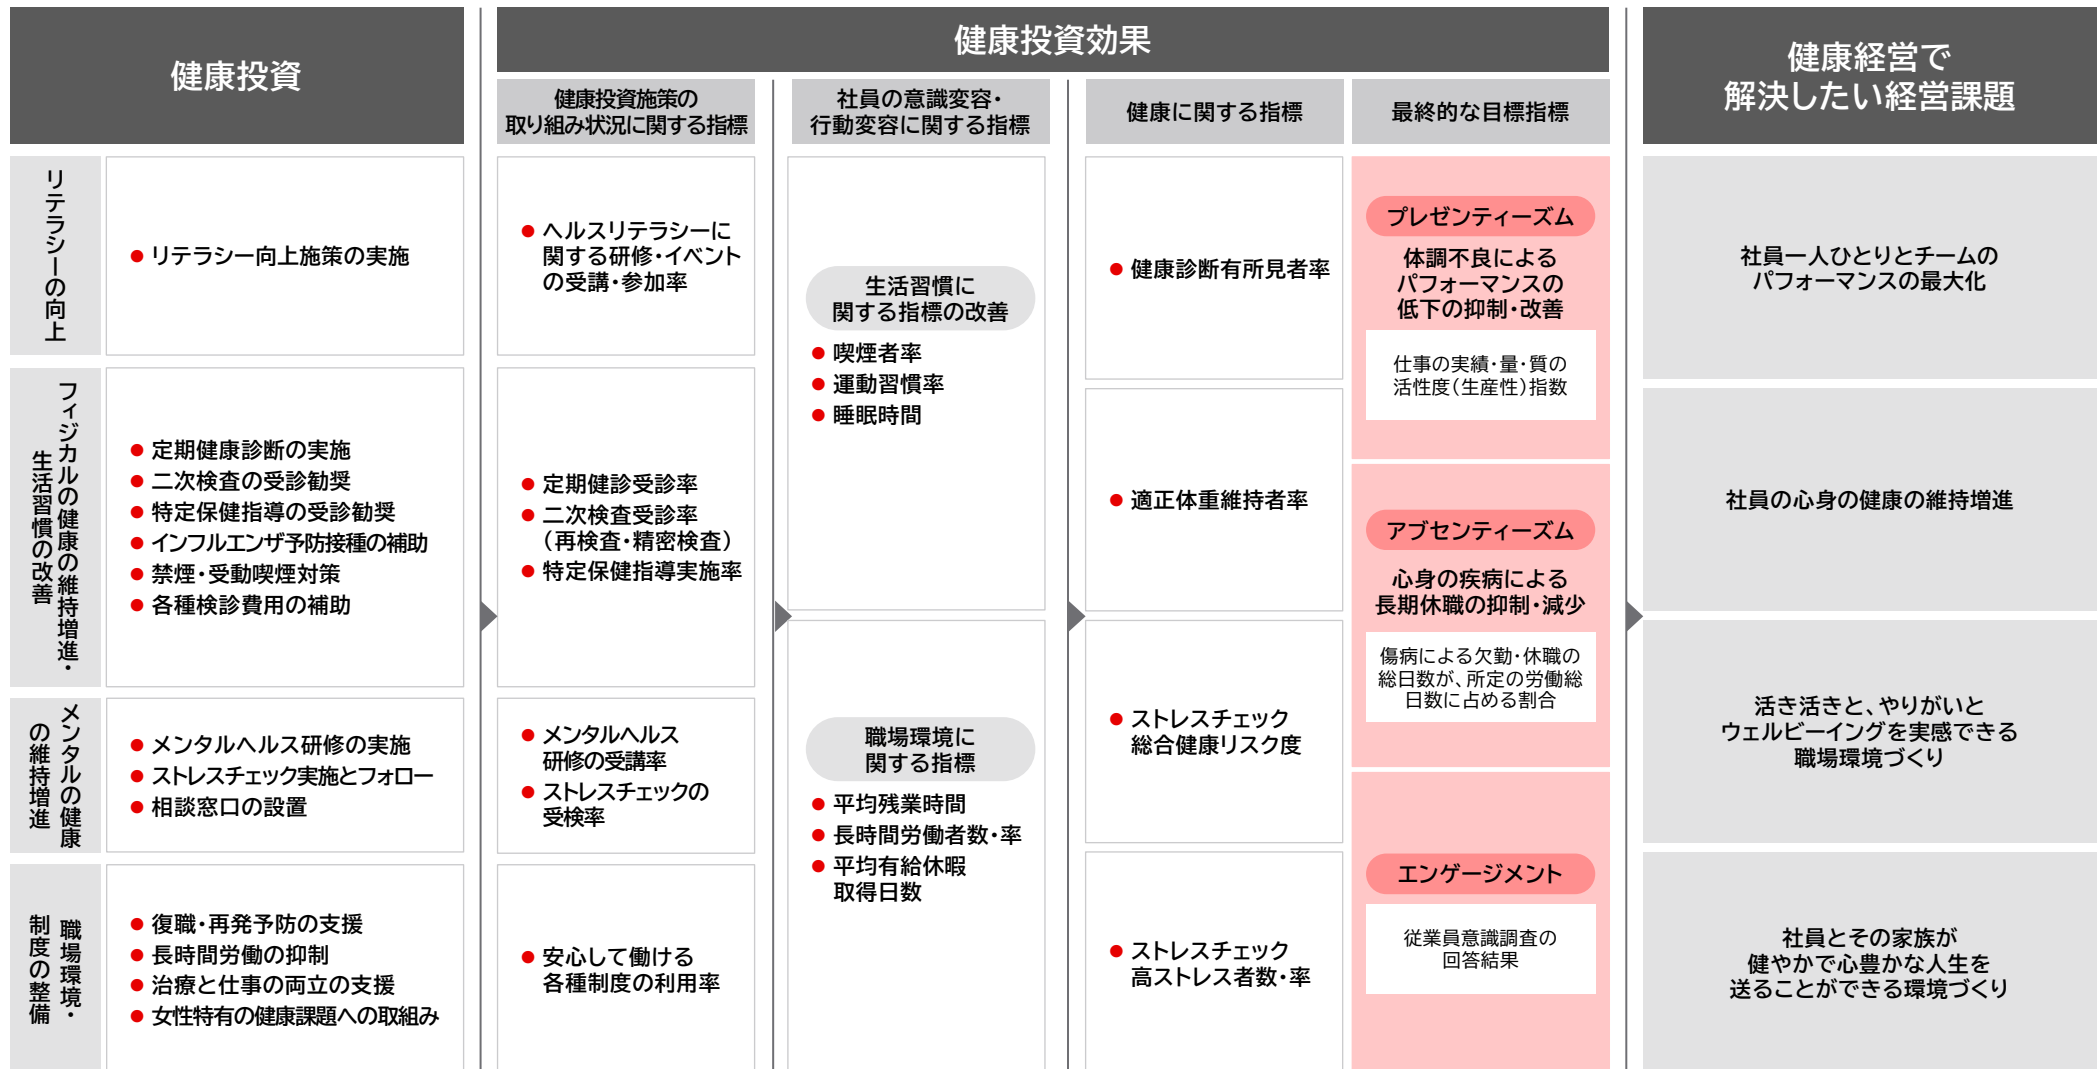 健康投資
健康投資効果
健康経営で
解決したい経営課題
健康投資施策の
取り組み状況に関する指標
社員の意識変容・
行動変容に関する指標
健康に関する指標
最終的な目標指標
リテラシーの向上
リテラシー向上施策の実施
ヘルスリテラシーに
関する研修・イベント
の受講・参加率
フィジカルの健康の維持増進・
生活習慣の改善
定期健康診断の実施
二次検査の受診勧奨
特定保健指導の受診勧奨
インフルエンザ予防接種の補助
禁煙・受動喫煙対策
各種検診費用の補助
定期健診受診率
二次検査受診率
（再検査・精密検査）
特定保健指導実施率
メンタルの健康
の維持増進
メンタルヘルス研修の実施
ストレスチェック実施とフォロー
相談窓口の設置
メンタルヘルス
研修の受講率
ストレスチェックの
受検率
職場環境・
制度の整備
復職・再発予防の支援
長時間労働の抑制
治療と仕事の両立の支援
女性特有の健康課題への取組み
安心して働ける
各種制度の利用率
生活習慣に
関する指標の改善
喫煙者率
運動習慣率
睡眠時間
職場環境に
関する指標
平均残業時間
長時間労働者数・率
平均有給休暇
取得日数
健康診断有所見者率
適正体重維持者率
ストレスチェック
総合健康リスク度
ストレスチェック
高ストレス者数・率
プレゼンティーズム
体調不良による
パフォーマンスの
低下の抑制・改善
仕事の実績・量・質の
活性度（生産性）指数
アブセンティーズム
心身の疾病による
長期休職の抑制・減少
傷病による欠勤・休職の
総日数が、所定の労働総
日数に占める割合
エンゲージメント
従業員意識調査の
回答結果
社員一人ひとりとチームの
パフォーマンスの最大化
社員の心身の健康の維持増進
活き活きと、やりがいと
ウェルビーイングを実感できる
職場環境づくり
社員とその家族が
健やかで心豊かな人生を
送ることができる環境づくり